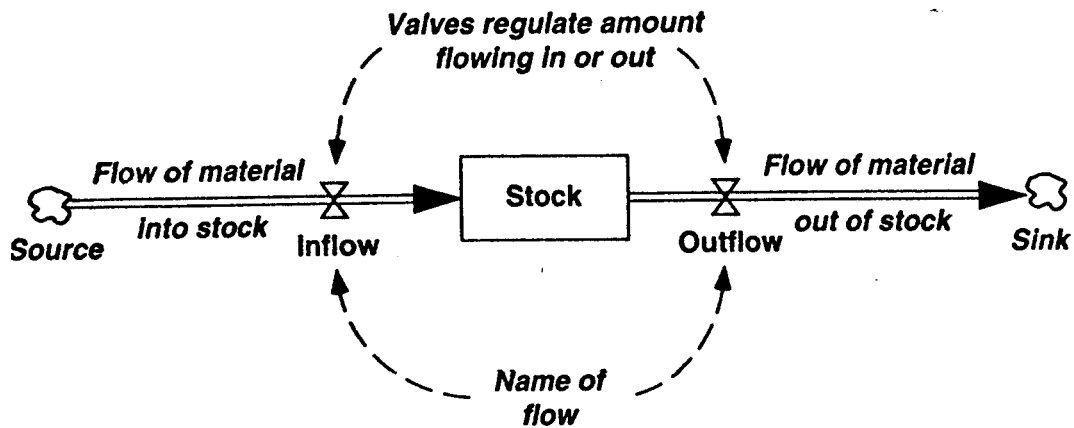 Valves regulate amount
flowing in or out
Flow of material
into stock
Source
Inflow
Stock
Outflow
Flow of material
out of stock
Sink
Name of
flow